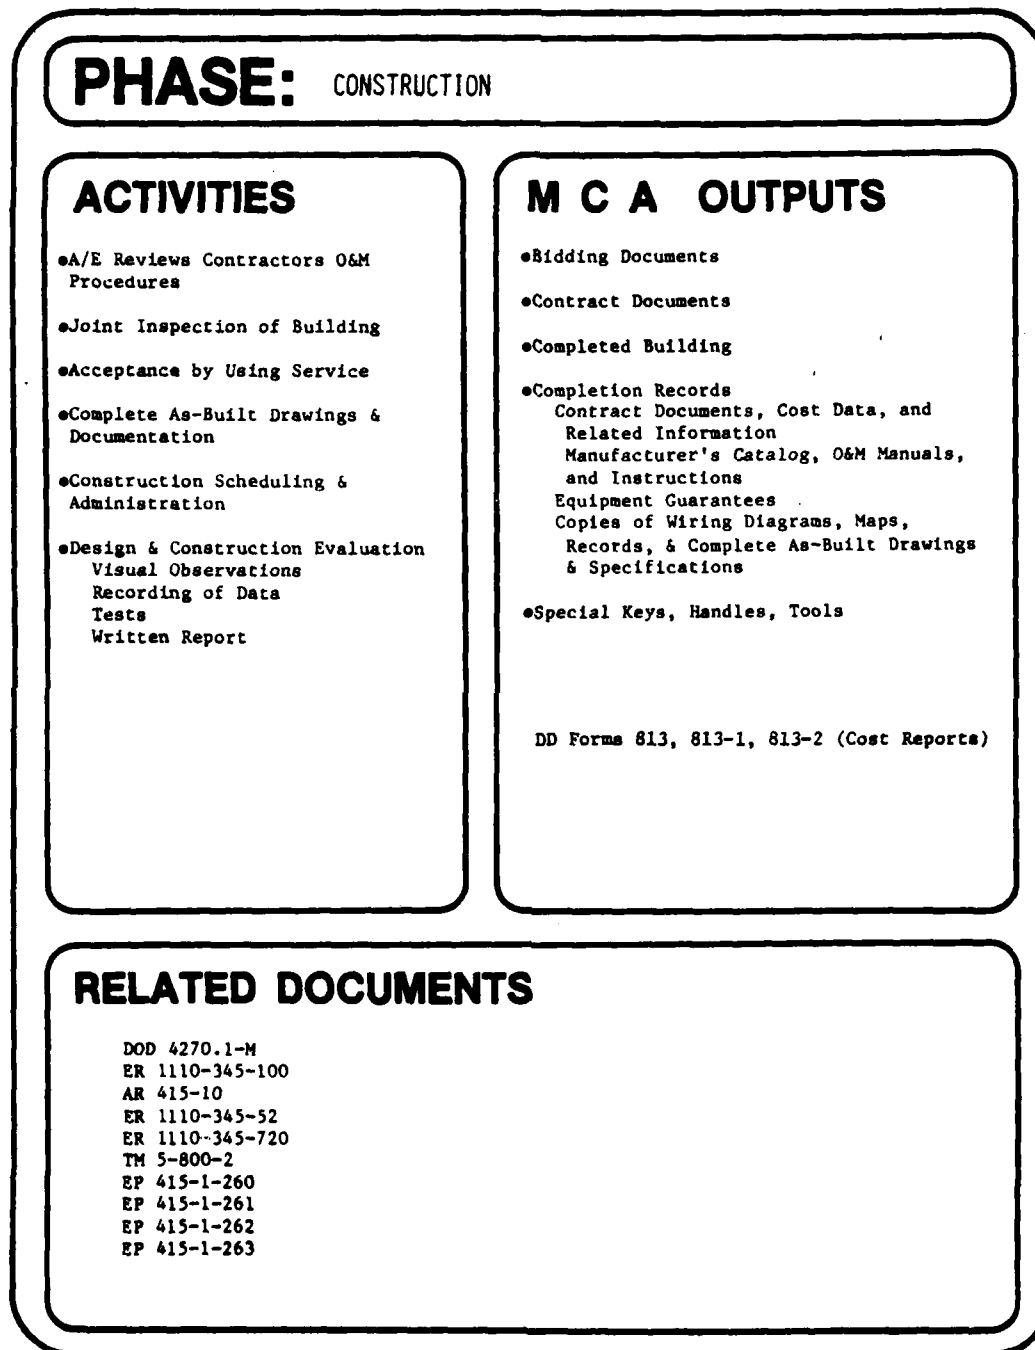 PHASE: CONSTRUCTION
ACTIVITIES
●A/E Reviews Contractors O&M
Procedures
●Joint Inspection of Building
●Acceptance by Using Service
●Complete As-Built Drawings &
Documentation
●Construction Scheduling &
Administration
●Design & Construction Evaluation
Visual Observations
Recording of Data
Tests
Written Report
M C A OUTPUTS
●Bidding Documents
●Contract Documents
●Completed Building
●Completion Records
Contract Documents, Cost Data, and
Related Information
Manufacturer's Catalog, O&M Manuals,
and Instructions
Equipment Guarantees
Copies of Wiring Diagrams, Maps,
Records, & Complete As-Built Drawings
& Specifications
●Special Keys, Handles, Tools
DD Forms 813, 813-1, 813-2 (Cost Reports)
RELATED DOCUMENTS
DOD 4270.1-M
ER 1110-345-100
AR 415-10
ER 1110-345-52
ER 1110-345-720
TM 5-800-2
EP 415-1-260
EP 415-1-261
EP 415-1-262
EP 415-1-263